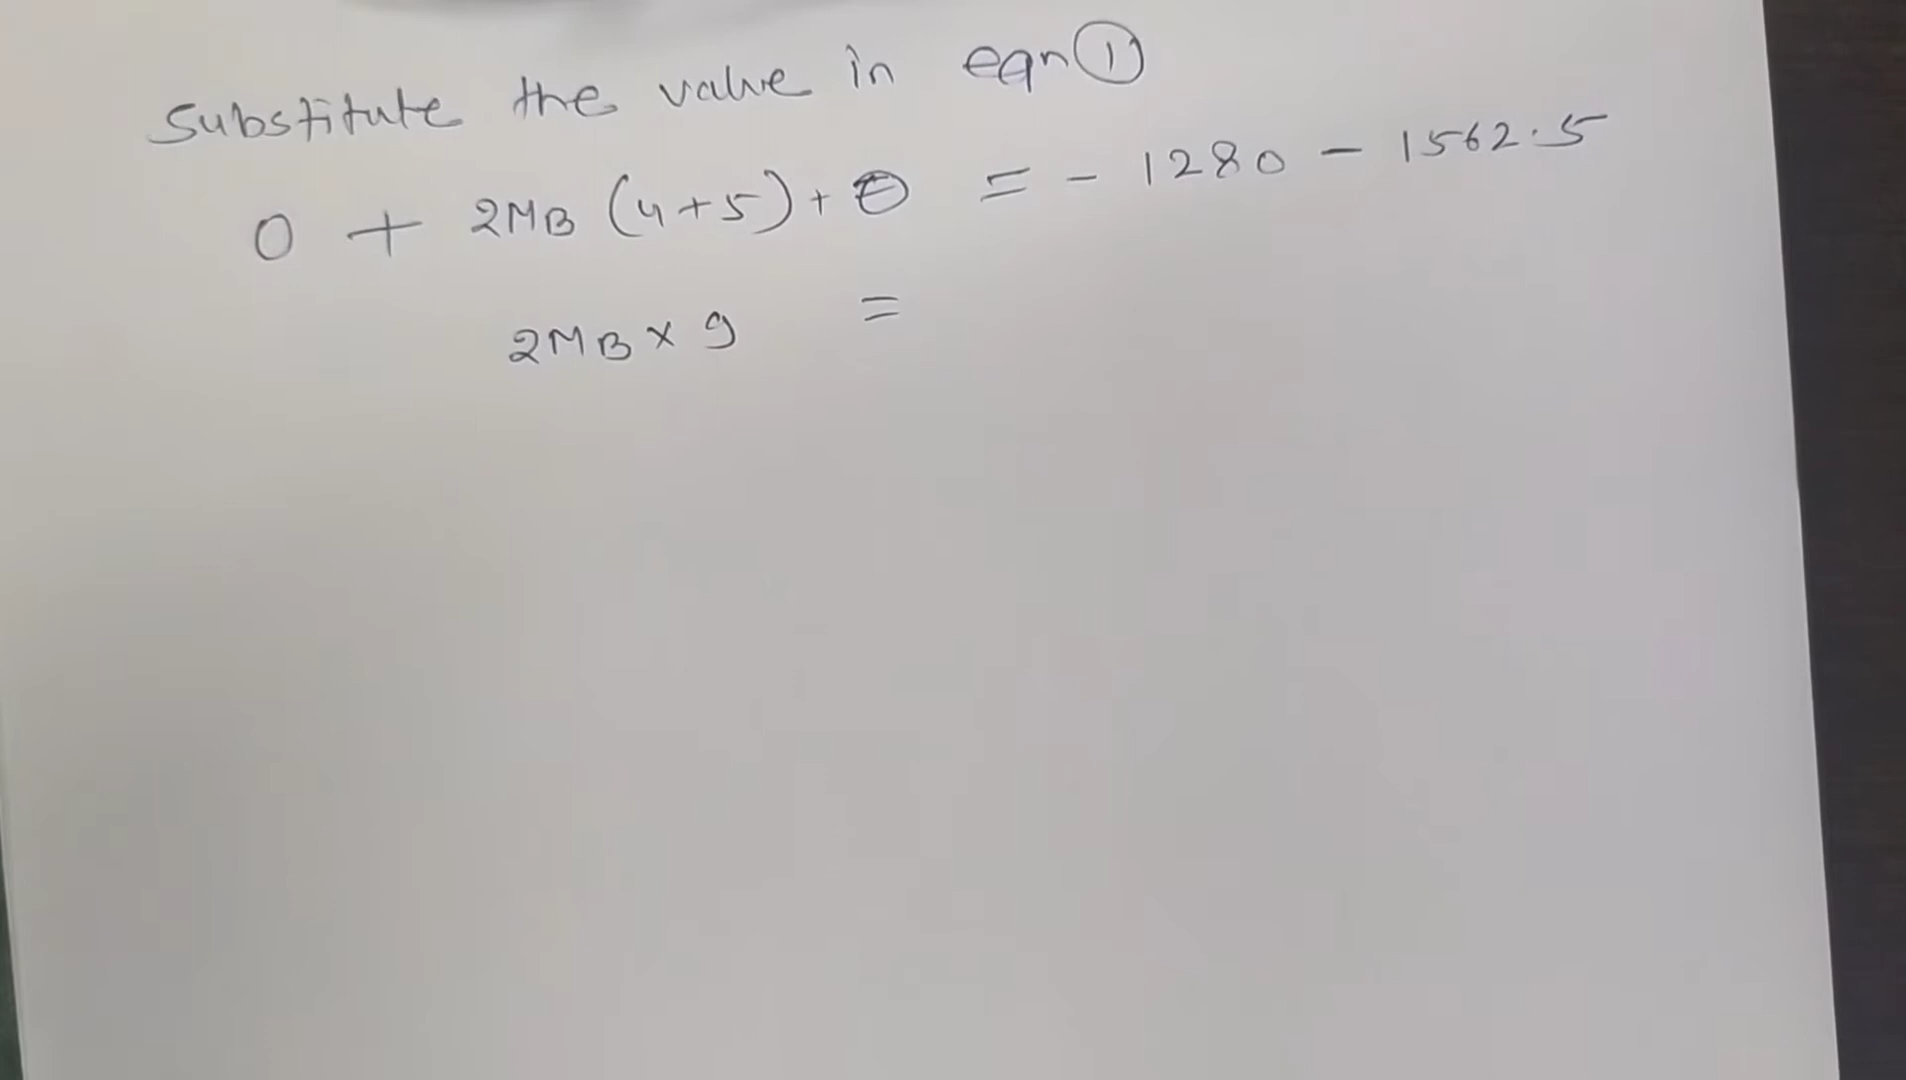 Substitute the value in eqn ①
0 + 2MB (4+5) + 0 = - 1280 - 1562.5
2MB × 9 =